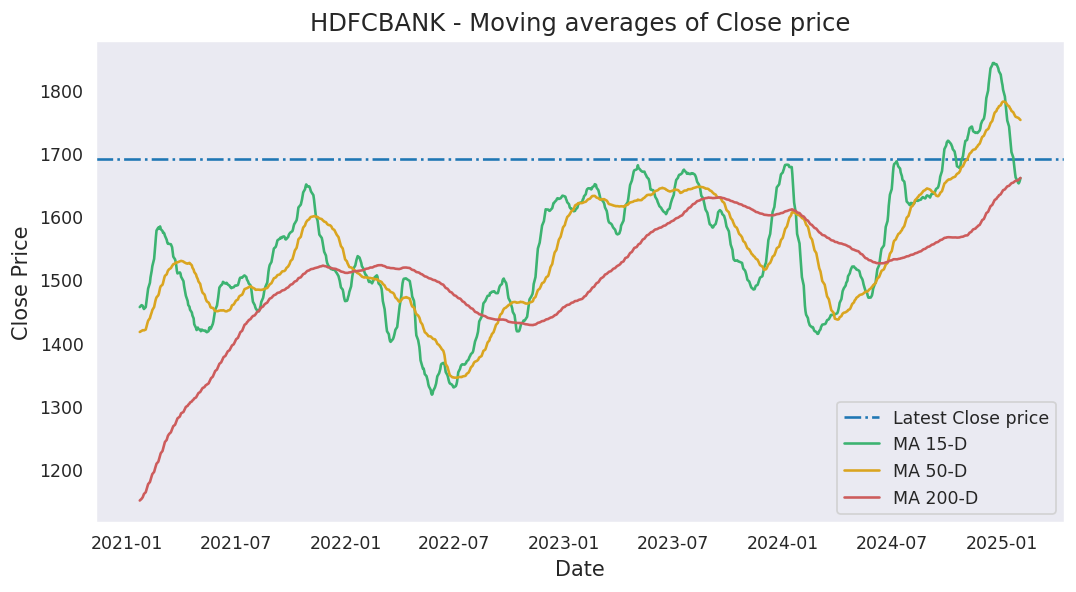 HDFCBANK - Moving averages of Close price
Close Price
1800
1700
1600
1500
1400
1300
1200
Latest Close price
MA 15-D
MA 50-D
MA 200-D
2021-01 2021-07 2022-01 2022-07 2023-01 2023-07 2024-01 2024-07 2025-01
Date